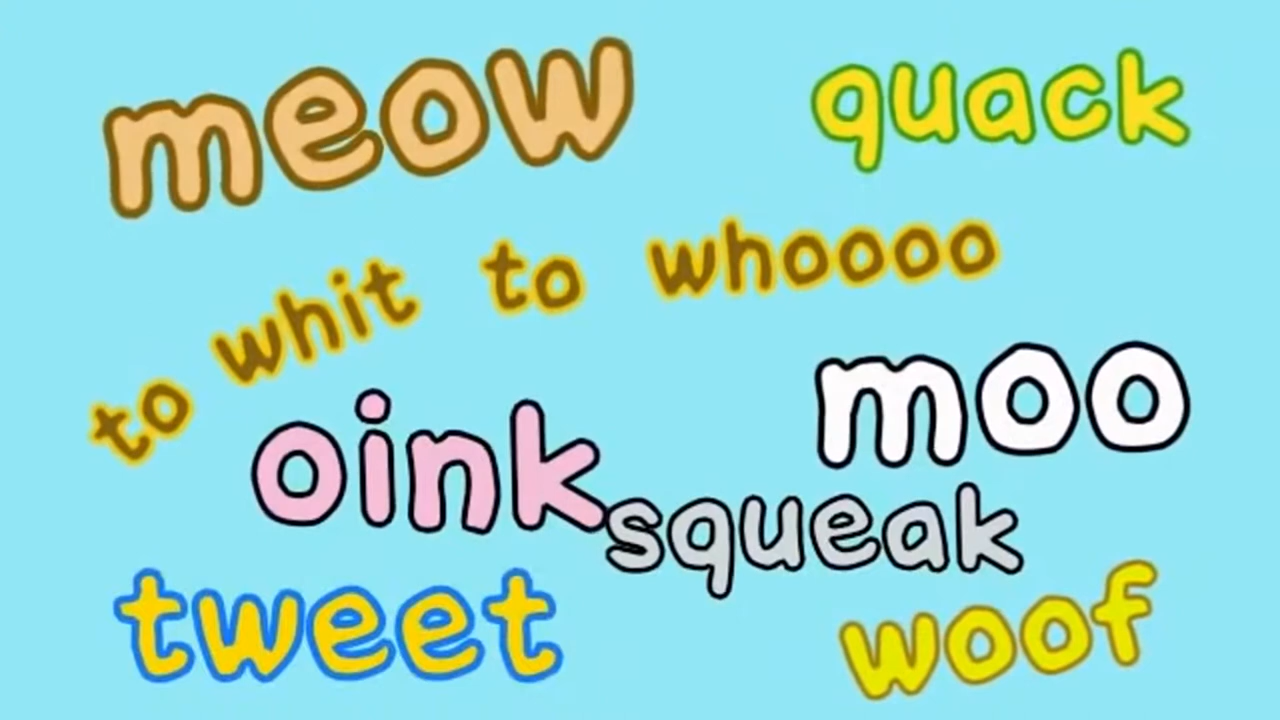 meow
quack
to whit to whoooo
moo
oink
squeak
tweet
woof